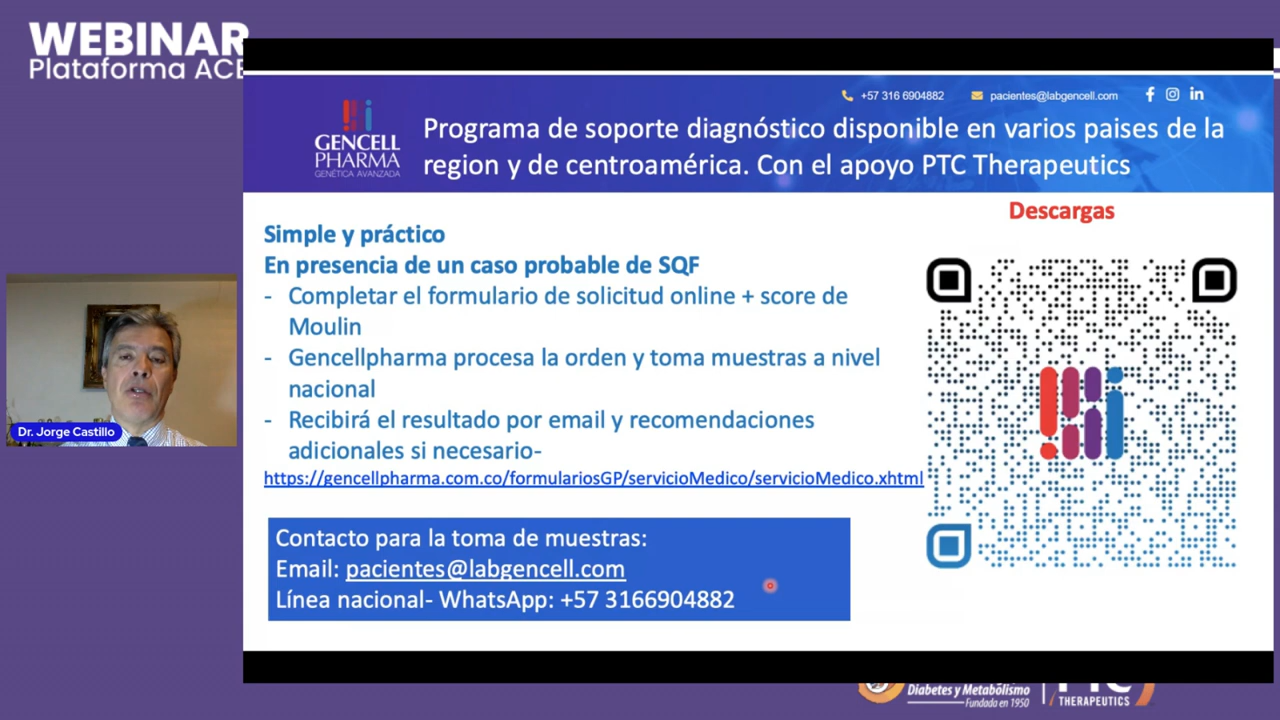 WEBINAR
Plataforma ACE
+57 316 6904882
pacientes@labgencell.com
GENCELL
PHARMA
GENÉTICA AVANZADA
Programa de soporte diagnóstico disponible en varios paises de la
region y de centroamérica. Con el apoyo PTC Therapeutics
Descargas
Simple y práctico
En presencia de un caso probable de SQF
- Completar el formulario de solicitud online + score de
Moulin
- Gencellpharma procesa la orden y toma muestras a nivel
nacional
- Recibirá el resultado por email y recomendaciones
adicionales si necesario-
https://gencellpharma.com.co/formulariosGP/servicioMedico/servicioMedico.xhtml
Dr. Jorge Castillo
Contacto para la toma de muestras:
Email: pacientes@labgencell.com
Línea nacional- WhatsApp: +57 3166904882
Diabetes y Metabolismo
Fundada en 1950
THERAPEUTICS